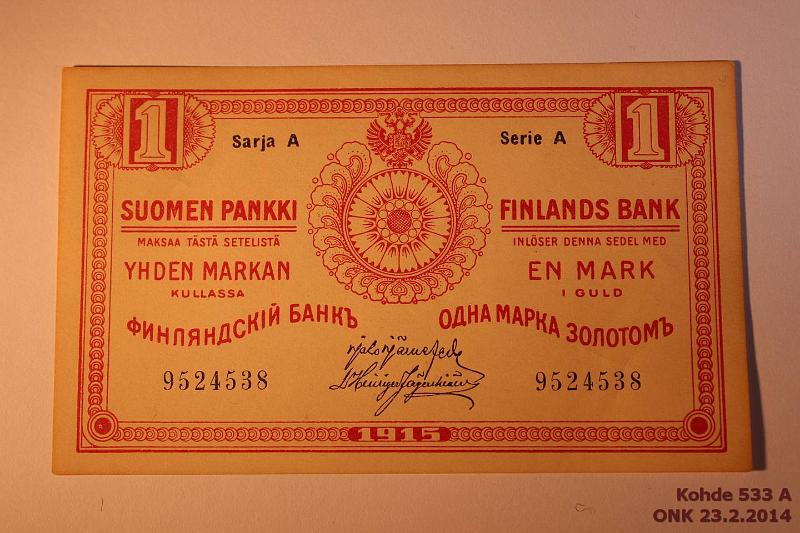 1 1
Sarja A Serie A
SUOMEN PANKKI FINLANDS BANK
MAKSAA TÄSTÄ SETELISTÄ INLÖSER DENNA SEDEL MED
YHDEN MARKAN EN MARK
KULLASSA I GULD
ФИНЛЯНДСКІЙ БАНКЪ ОДНА МАРКА ЗОЛОТОМЪ
9524538 9524538
1915
Kohde 533 A
ONK 23.2.2014